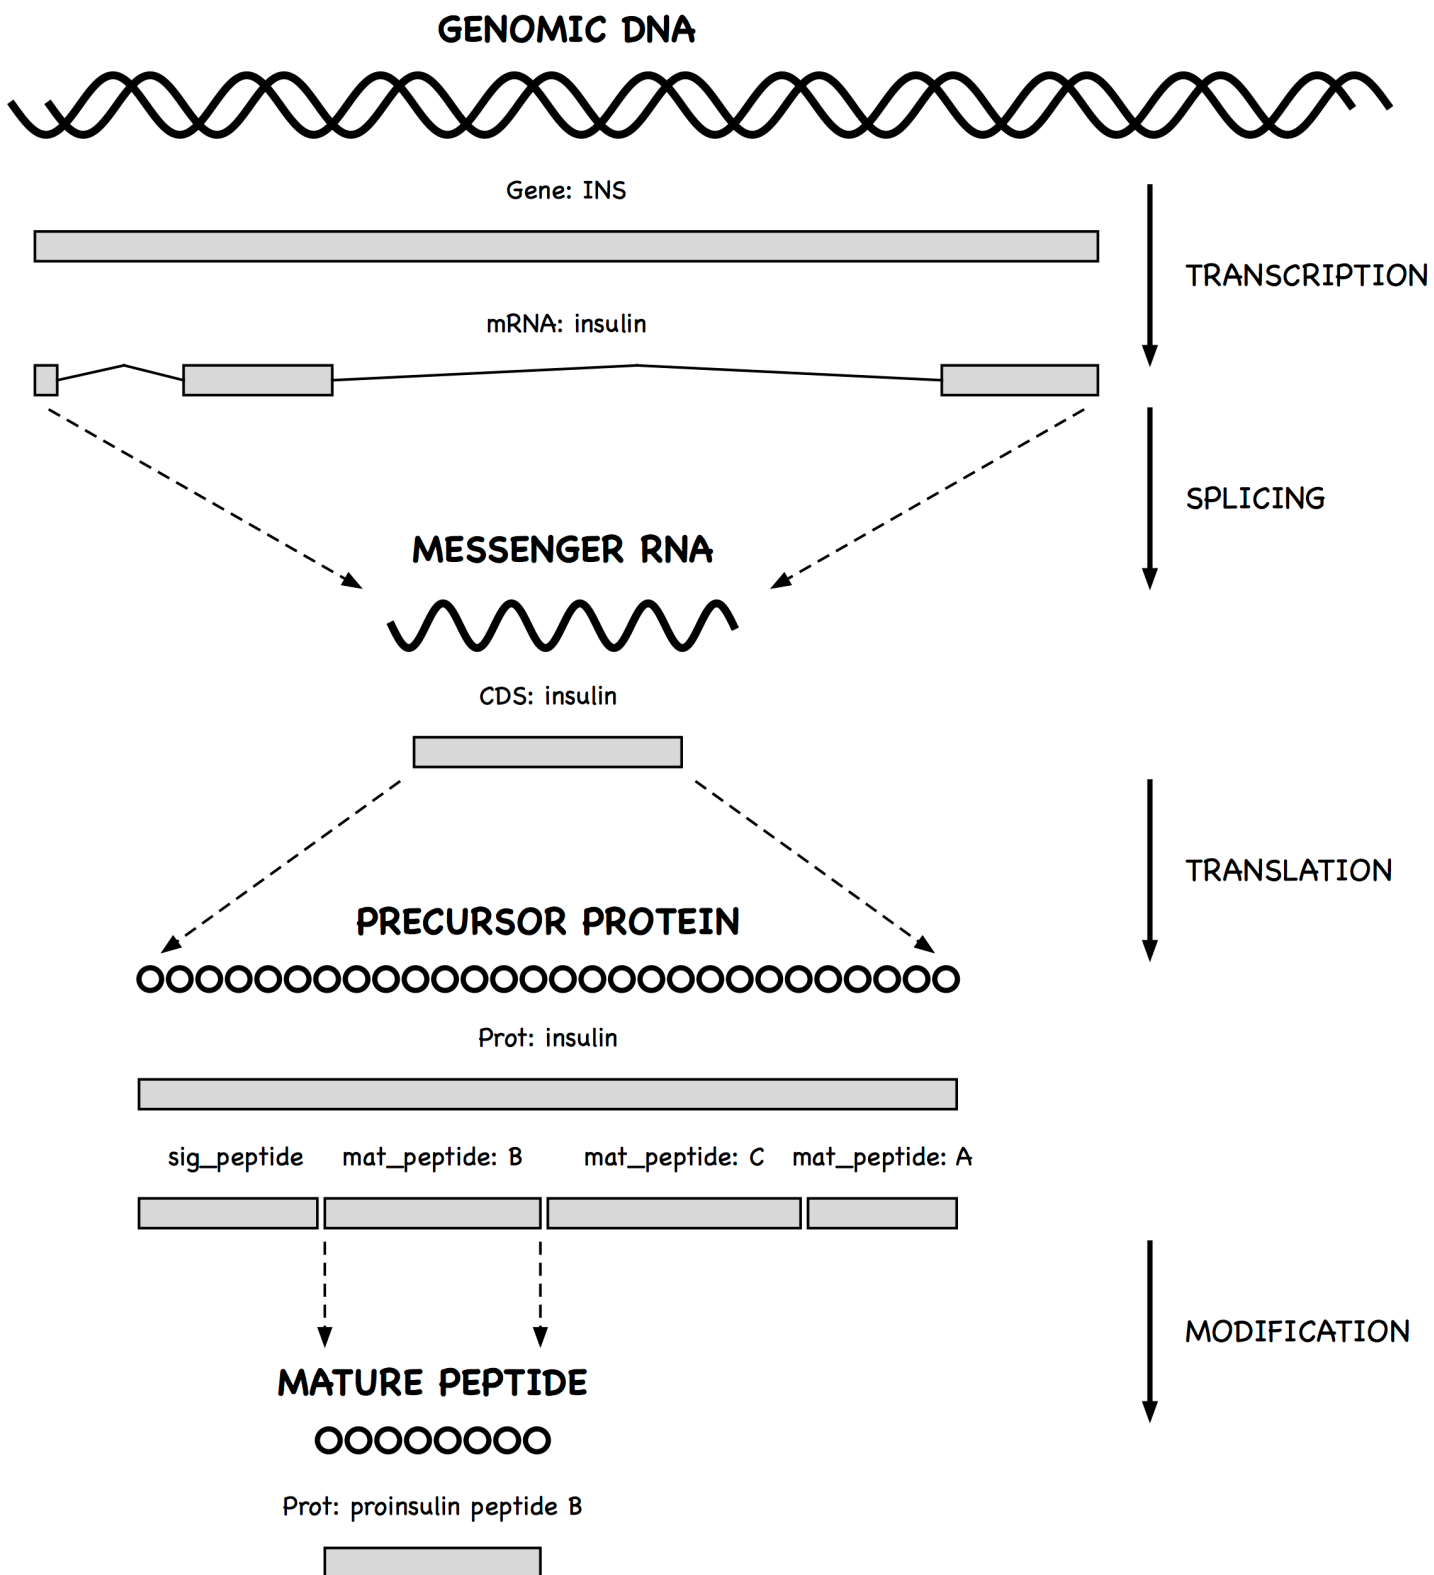 GENOMIC DNA
Gene: INS
TRANSCRIPTION
mRNA: insulin
SPLICING
MESSENGER RNA
CDS: insulin
TRANSLATION
PRECURSOR PROTEIN
Prot: insulin
sig_peptide mat_peptide: B mat_peptide: C mat_peptide: A
MODIFICATION
MATURE PEPTIDE
Prot: proinsulin peptide B